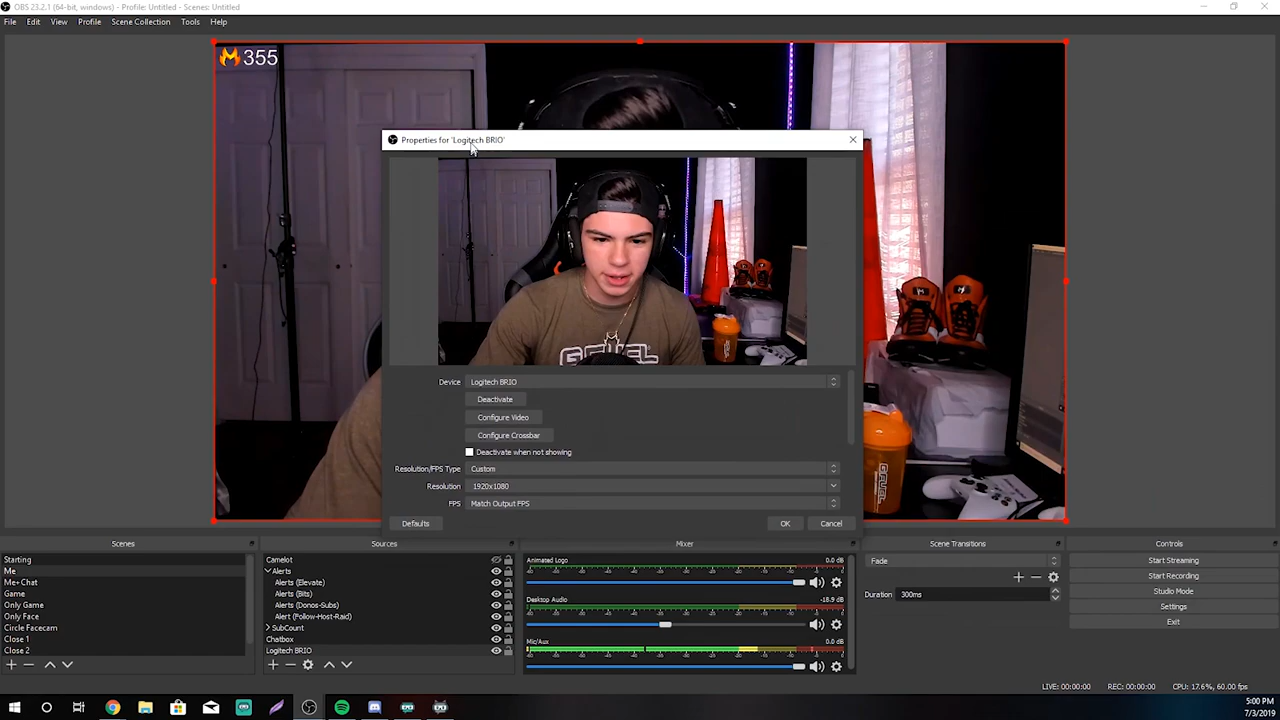 OBS 23.2.1 (64-bit, windows) - Profile: Untitled - Scenes: Untitled
File Edit View Profile Scene Collection Tools Help
355
Properties for 'Logitech BRIO'
Device Logitech BRIO
Deactivate
Configure Video
Configure Crossbar
Deactivate when not showing
Resolution/FPS Type Custom
Resolution 1920x1080
FPS Match Output FPS
Defaults OK Cancel
Scenes
Starting
Me
Me+Chat
Game
Only Game
Only Face
Circle Facecam
Close 1
Close 2
Sources
Camelot
Alerts
Alerts (Elevate)
Alerts (Bits)
Alerts (Donos-Subs)
Alert (Follow-Host-Raid)
SubCount
Chatbox
Logitech BRIO
Mixer
Animated Logo 0.0 dB
Desktop Audio -18.9 dB
Mic/Aux 0.0 dB
Scene Transitions
Fade
Duration 300ms
Controls
Start Streaming
Start Recording
Studio Mode
Settings
Exit
LIVE: 00:00:00 REC: 00:00:00 CPU: 17.6%, 60.00 fps
5:00 PM
7/3/2019